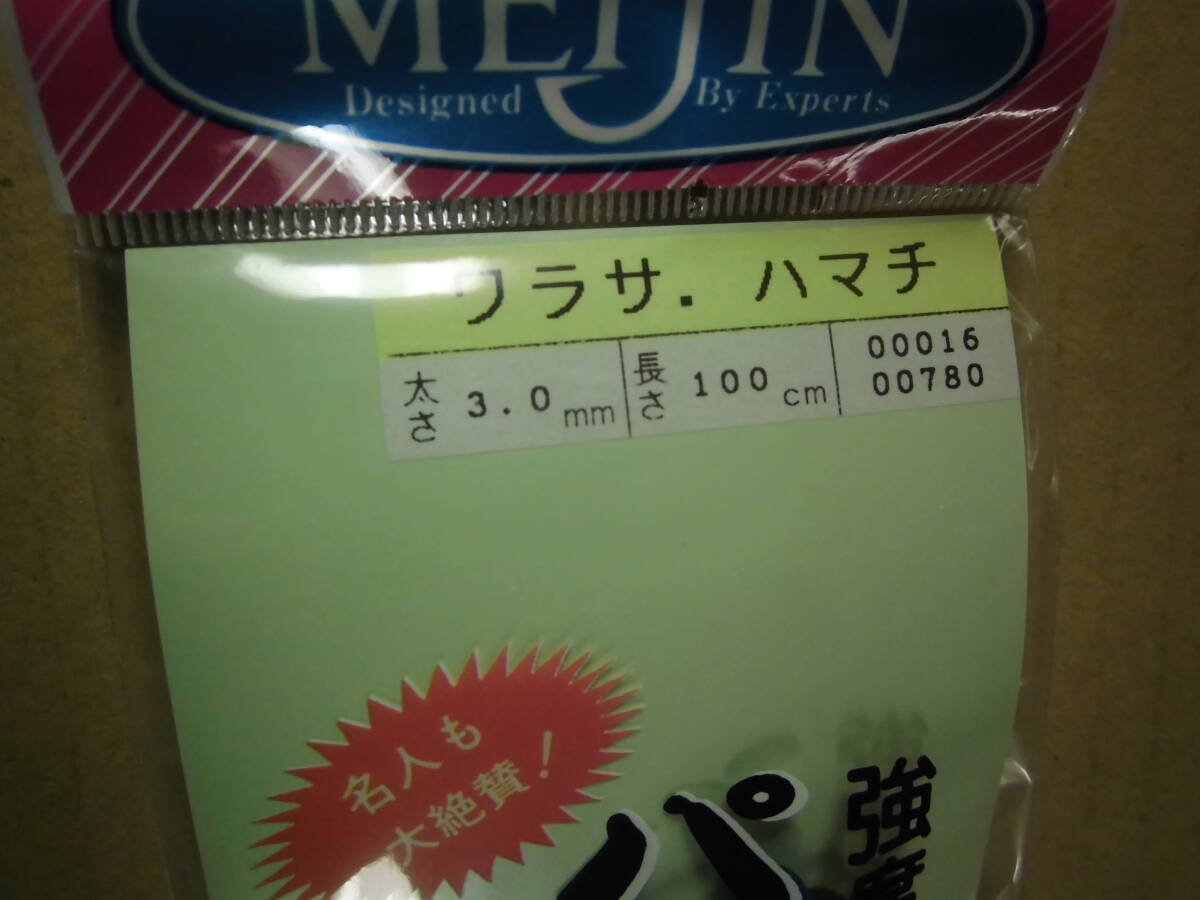 MEIJIN
Designed By Experts
ワラサ. ハマチ
太さ 3.0 mm 長さ 100 cm 00016
00780
名人も
大絶賛!
強度
パ